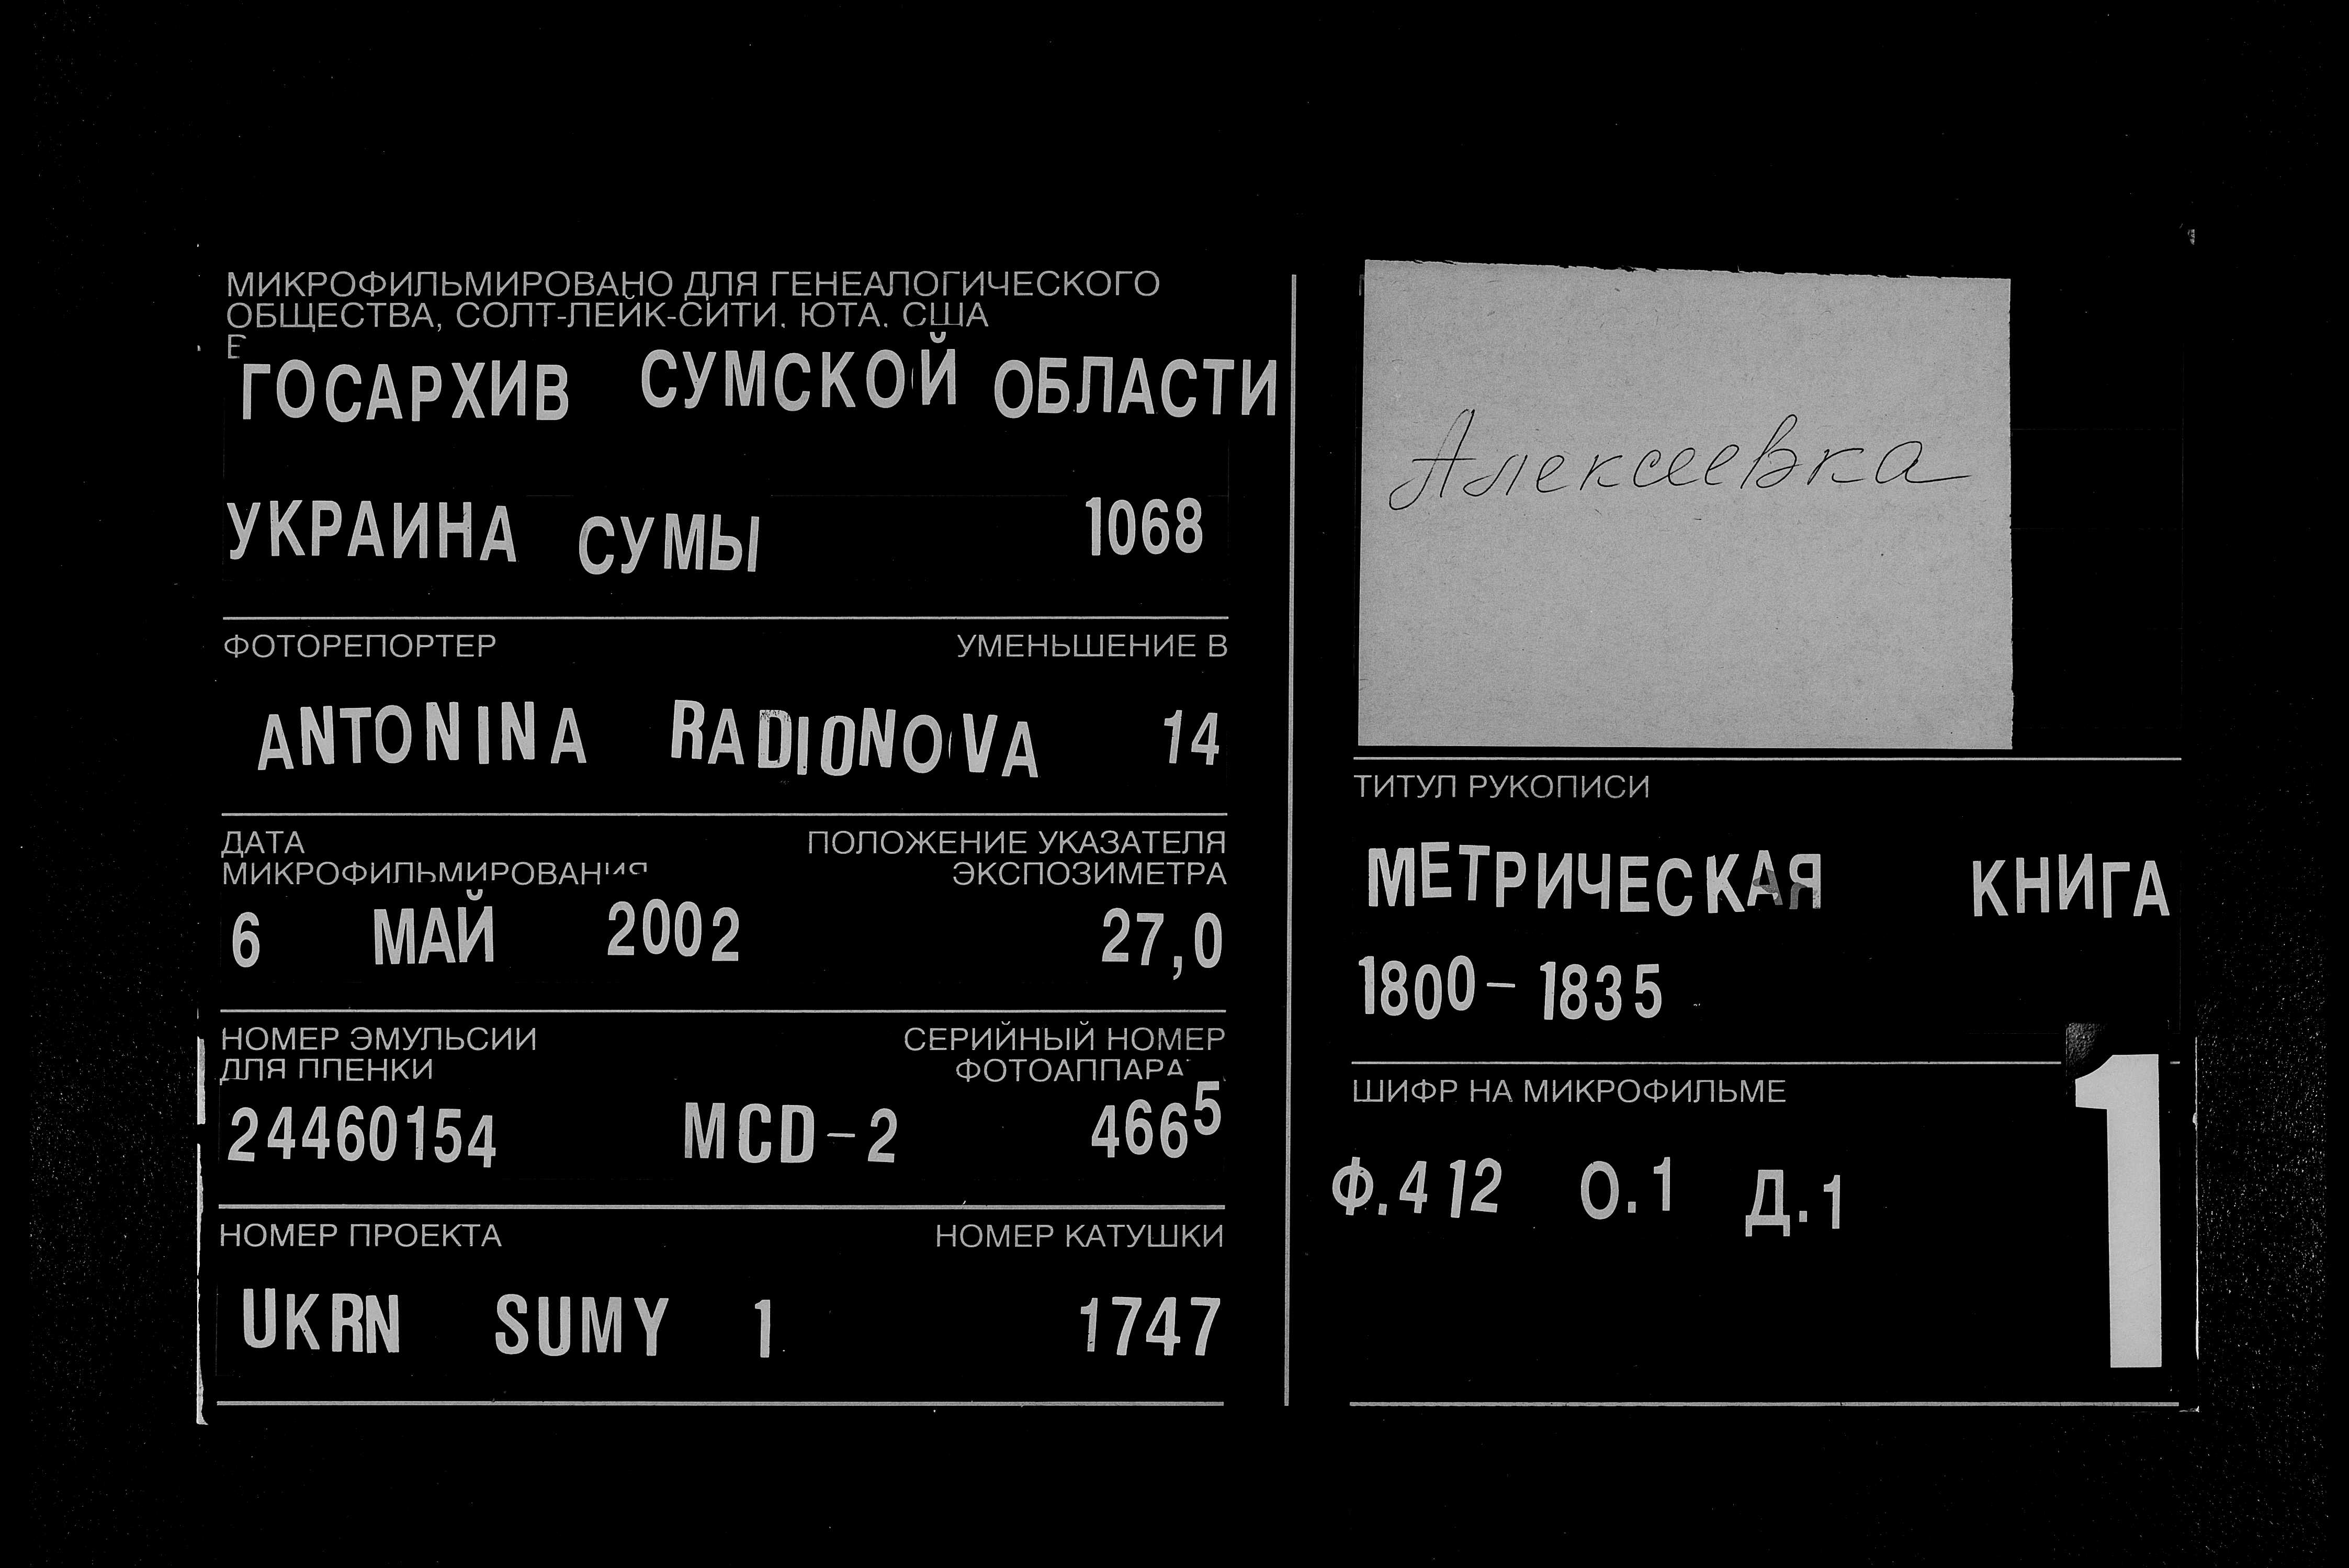 МИКРОФИЛЬМИРОВАНО ДЛЯ ГЕНЕАЛОГИЧЕСКОГО
ОБЩЕСТВА, СОЛТ-ЛЕЙК-СИТИ, ЮТА, США
В
ГОСАРХИВ СУМСКОЙ ОБЛАСТИ
УКРАИНА СУМЫ 1068
ФОТОРЕПОРТЕР УМЕНЬШЕНИЕ В
ANTONINA RADIONOVA 14
ДАТА ПОЛОЖЕНИЕ УКАЗАТЕЛЯ
МИКРОФИЛЬМИРОВАНИЯ ЭКСПОЗИМЕТРА
6 МАЙ 2002 27,0
НОМЕР ЭМУЛЬСИИ СЕРИЙНЫЙ НОМЕР
ДЛЯ ПЛЕНКИ ФОТОАППАРА
24460154 MCD-2 4665
НОМЕР ПРОЕКТА НОМЕР КАТУШКИ
UKRN SUMY 1 1747
Алексеевка
ТИТУЛ РУКОПИСИ
МЕТРИЧЕСКАЯ КНИГА
1800-1835
ШИФР НА МИКРОФИЛЬМЕ
Ф.412 О.1 Д.1
1